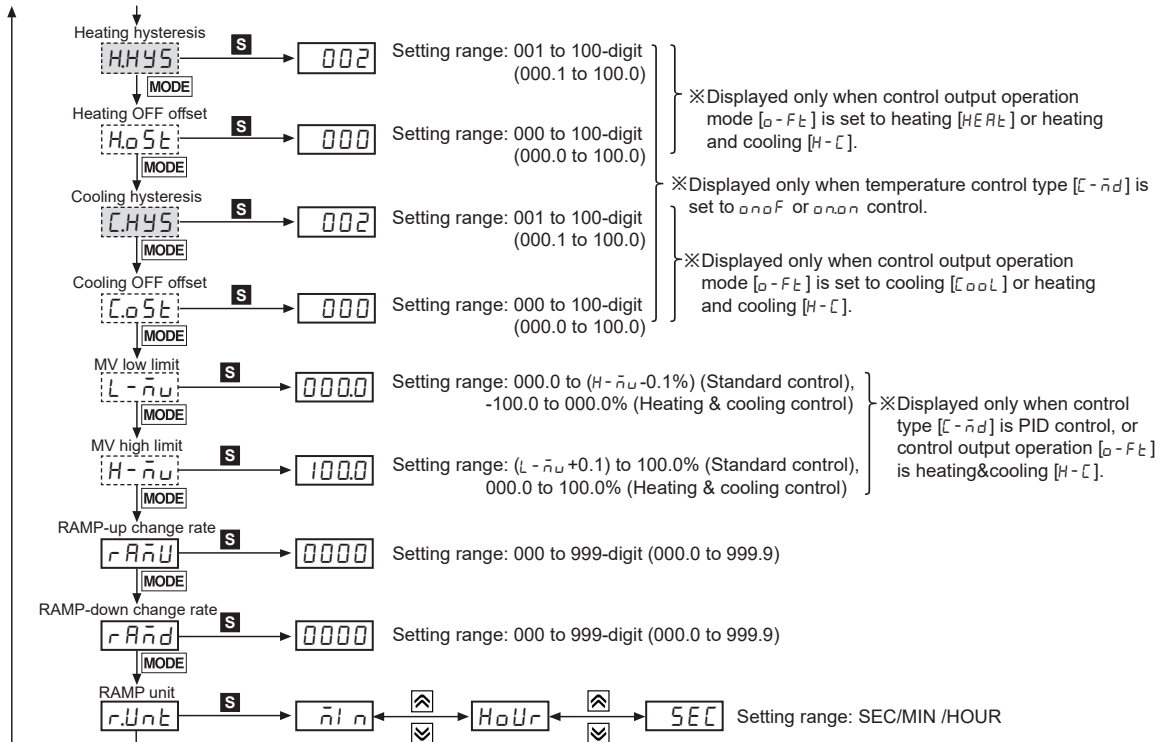 Heating hysteresis
H.HYS S 002 Setting range: 001 to 100-digit
(000.1 to 100.0)
MODE
※Displayed only when control output operation
mode [o-Ft] is set to heating [HEAt] or heating
and cooling [H-C].
Heating OFF offset
H.oSt S 000 Setting range: 000 to 100-digit
(000.0 to 100.0)
MODE
※Displayed only when temperature control type [C-md] is
set to onoF or on.on control.
Cooling hysteresis
C.HYS S 002 Setting range: 001 to 100-digit
(000.1 to 100.0)
MODE
※Displayed only when control output operation
mode [o-Ft] is set to cooling [CooL] or heating
and cooling [H-C].
Cooling OFF offset
C.oSt S 000 Setting range: 000 to 100-digit
(000.0 to 100.0)
MODE
MV low limit
L-mv S 000.0 Setting range: 000.0 to (H-mv-0.1%) (Standard control),
-100.0 to 000.0% (Heating & cooling control)
MODE
※Displayed only when control
type [C-md] is PID control, or
control output operation [o-Ft]
is heating&cooling [H-C].
MV high limit
H-mv S 100.0 Setting range: (L-mv+0.1) to 100.0% (Standard control),
000.0 to 100.0% (Heating & cooling control)
MODE
RAMP-up change rate
rAmU S 0000 Setting range: 000 to 999-digit (000.0 to 999.9)
MODE
RAMP-down change rate
rAmd S 0000 Setting range: 000 to 999-digit (000.0 to 999.9)
MODE
RAMP unit
r.Unt S mIn HoUr SEC Setting range: SEC/MIN /HOUR